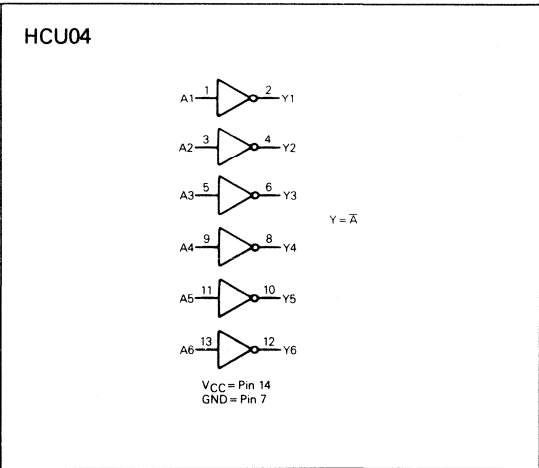 HCU04
A1 1 2 Y1
A2 3 4 Y2
A3 5 6 Y3
Y = A̅
A4 9 8 Y4
A5 11 10 Y5
A6 13 12 Y6
VCC = Pin 14
GND = Pin 7